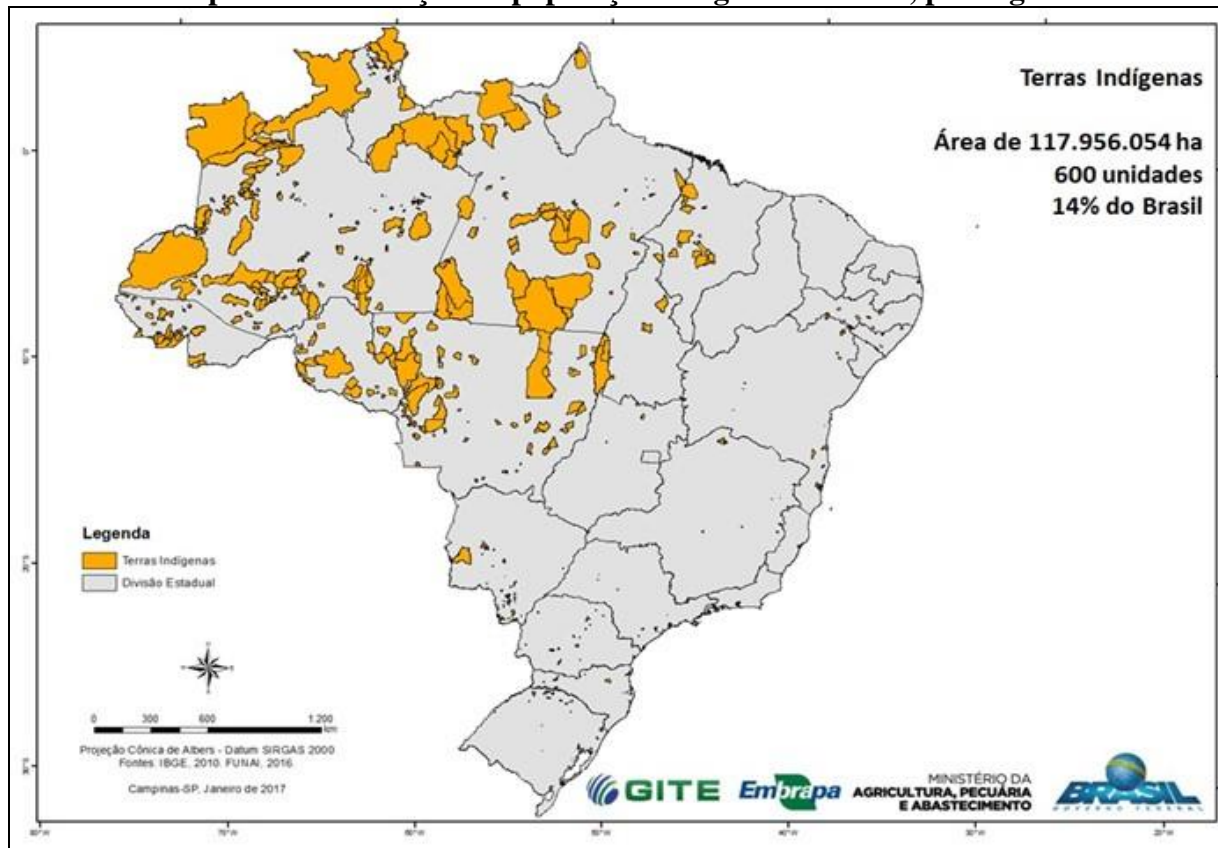 Terras Indígenas
Área de 117.956.054 ha
600 unidades
14% do Brasil
Legenda
Terras Indígenas
Divisão Estadual
0 300 600 1.200
km
Projeção Cônica de Albers - Datum SIRGAS 2000
Fontes: IBGE, 2010. FUNAI, 2016.
Campinas-SP, Janeiro de 2017
GITE
Embrapa
MINISTÉRIO DA
AGRICULTURA, PECUÁRIA
E ABASTECIMENTO
BRASIL
GOVERNO FEDERAL